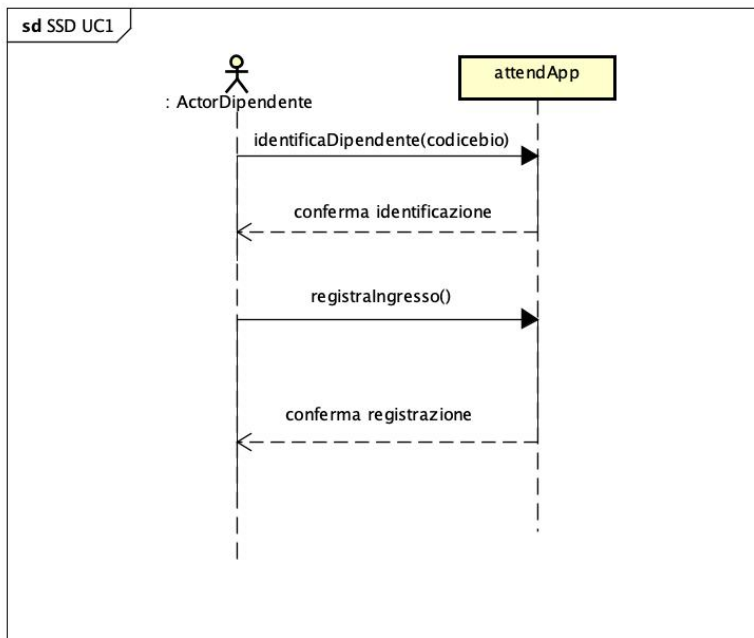 sd SSD UC1
: ActorDipendente
attendApp
identificaDipendente(codicebio)
conferma identificazione
registraIngresso()
conferma registrazione